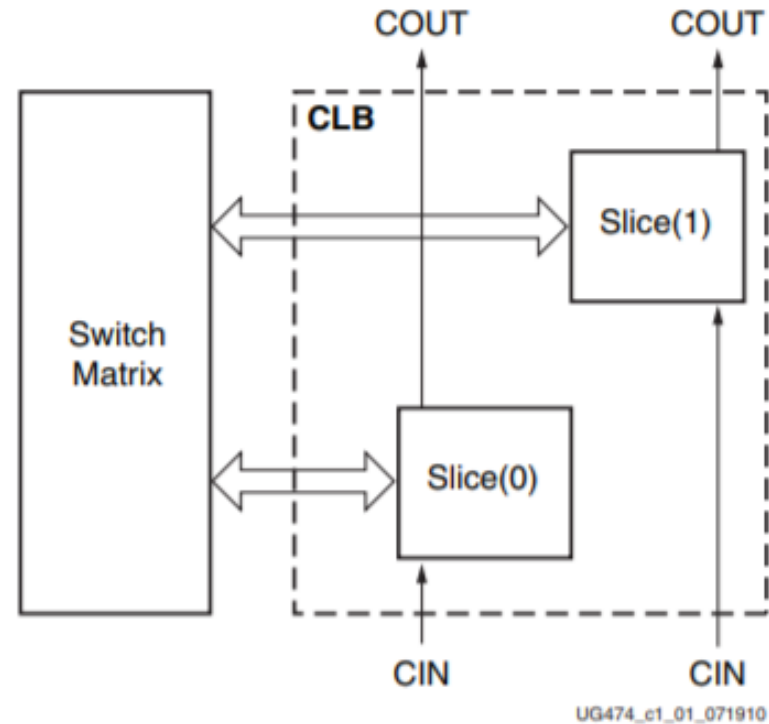 COUT
COUT
CLB
Slice(1)
Switch
Matrix
Slice(0)
CIN
CIN
UG474_c1_01_071910